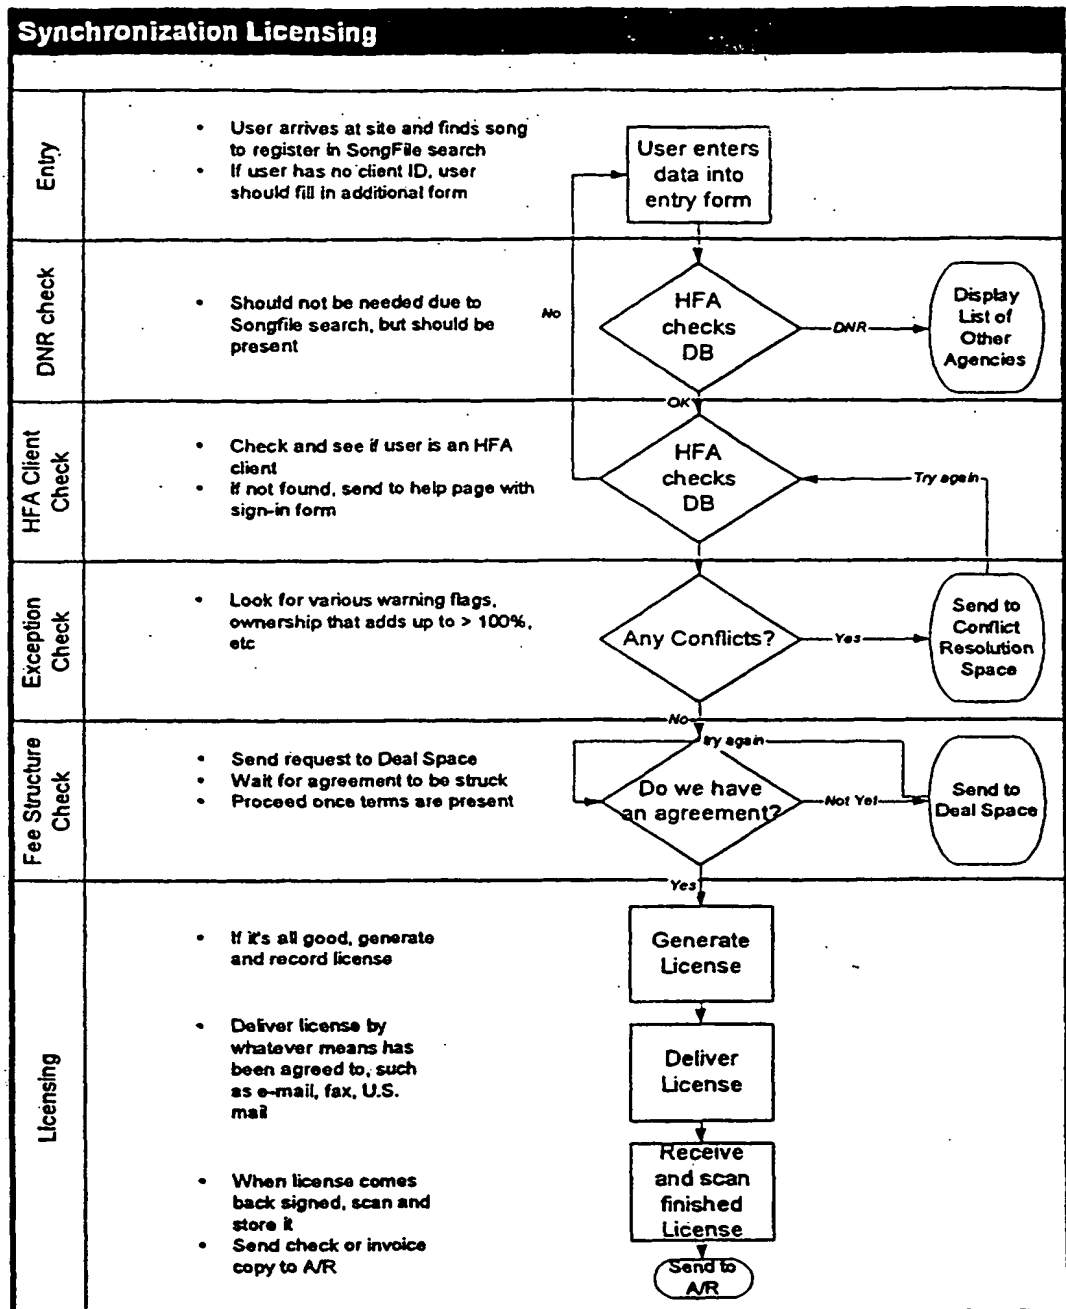 Synchronization Licensing
Entry
• User arrives at site and finds song
to register in SongFile search
• If user has no client ID, user
should fill in additional form
User enters
data into
entry form
DNR check
• Should not be needed due to
Songfile search, but should be
present
No
HFA
checks
DB
DNR
Display
List of
Other
Agencies
OK
HFA Client
Check
• Check and see if user is an HFA
client
• If not found, send to help page with
sign-in form
HFA
checks
DB
Try again
Exception
Check
• Look for various warning flags,
ownership that adds up to > 100%,
etc
Any Conflicts?
Yes
Send to
Conflict
Resolution
Space
No
Fee Structure
Check
• Send request to Deal Space
• Wait for agreement to be struck
• Proceed once terms are present
try again
Do we have
an agreement?
Not Yet
Send to
Deal Space
Yes
Licensing
• If it's all good, generate
and record license
Generate
License
• Deliver license by
whatever means has
been agreed to, such
as e-mail, fax, U.S.
mail
Deliver
License
• When license comes
back signed, scan and
store it
• Send check or invoice
copy to A/R
Receive
and scan
finished
License
Send to
A/R